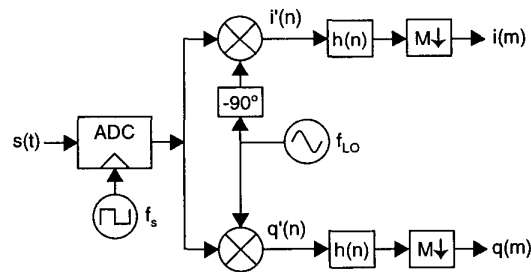 i'(n)
h(n)
M↓
i(m)
-90°
s(t)
ADC
f_LO
f_s
q'(n)
h(n)
M↓
q(m)